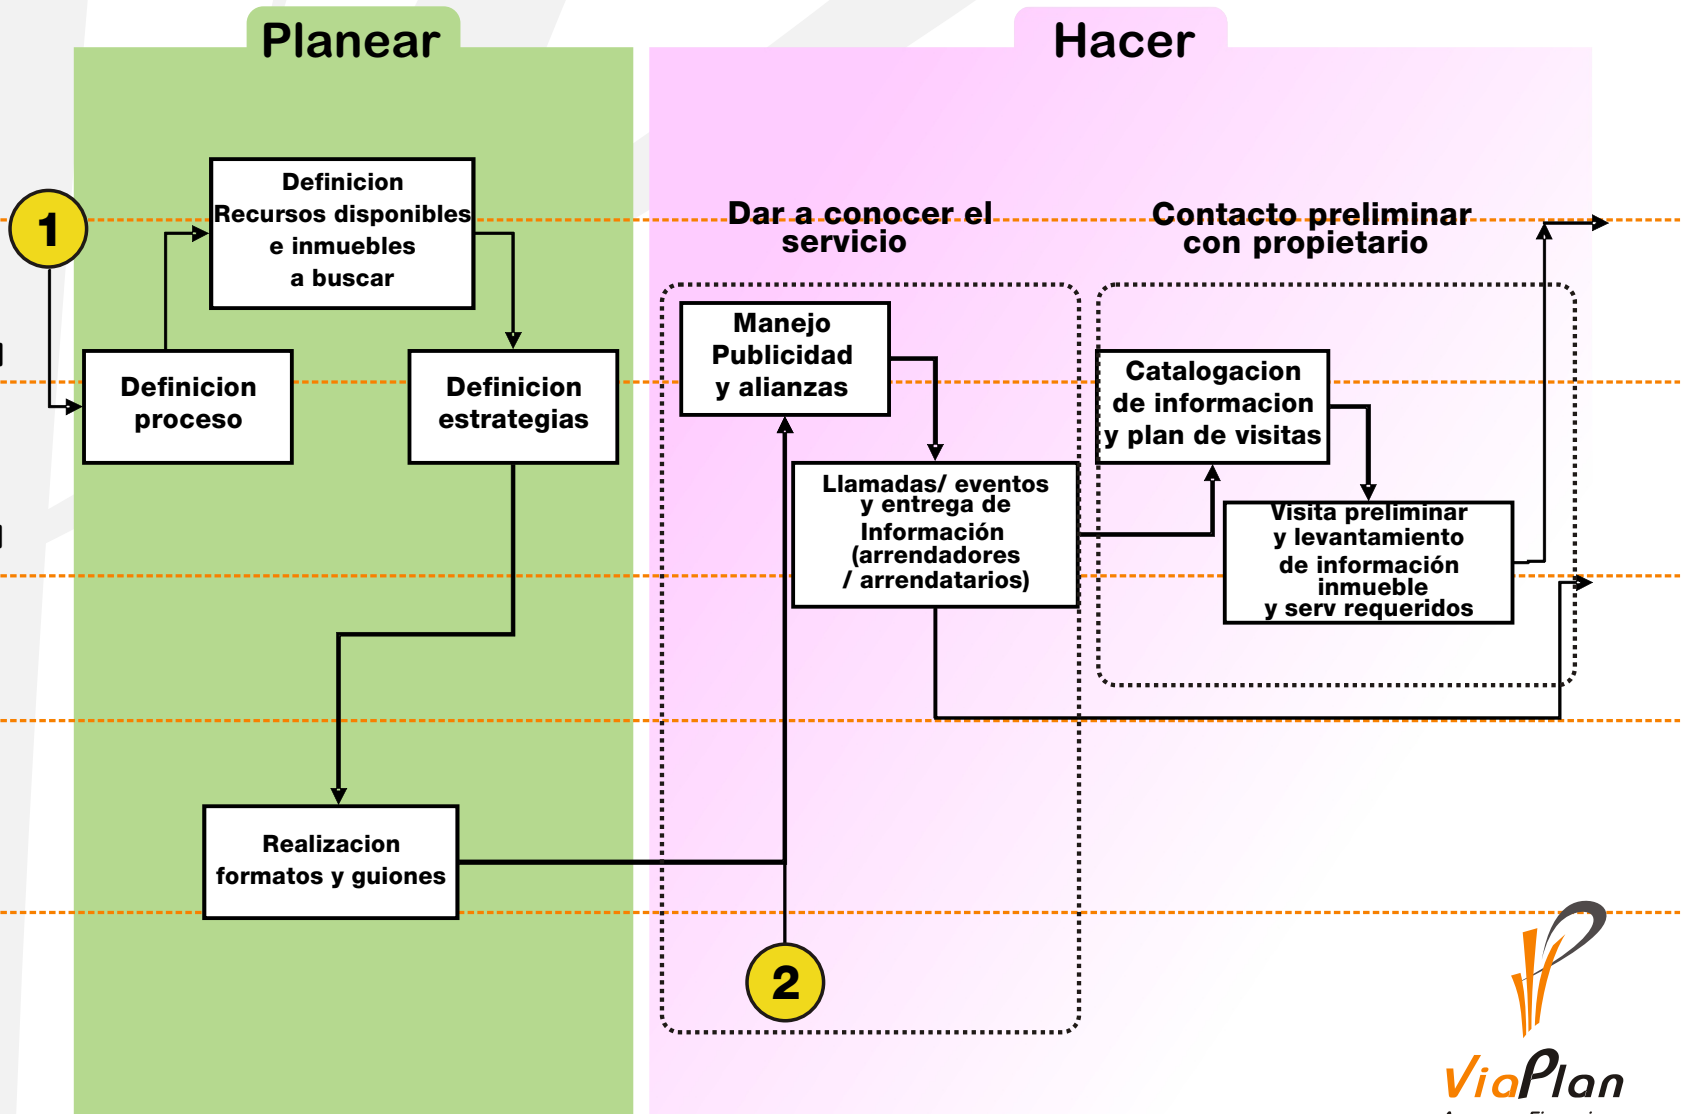 Planear
Hacer
1
Definicion
Recursos disponibles
e inmuebles
a buscar
Definicion
proceso
Definicion
estrategias
Realizacion
formatos y guiones
Dar a conocer el
servicio
Manejo
Publicidad
y alianzas
Llamadas/ eventos
y entrega de
Información
(arrendadores
/ arrendatarios)
2
Contacto preliminar
con propietario
Catalogacion
de informacion
y plan de visitas
Visita preliminar
y levantamiento
de información
inmueble
y serv requeridos
ViaPlan